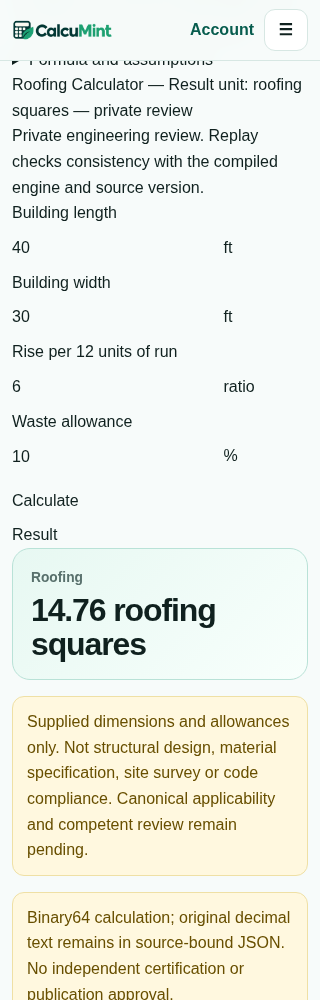 CalcuMint
Account
☰
Formula and assumptions
Roofing Calculator — Result unit: roofing
squares — private review
Private engineering review. Replay
checks consistency with the compiled
engine and source version.
Building length
40 ft
Building width
30 ft
Rise per 12 units of run
6 ratio
Waste allowance
10 %
Calculate
Result
Roofing
14.76 roofing
squares
Supplied dimensions and allowances
only. Not structural design, material
specification, site survey or code
compliance. Canonical applicability
and competent review remain
pending.
Binary64 calculation; original decimal
text remains in source-bound JSON.
No independent certification or
publication approval.